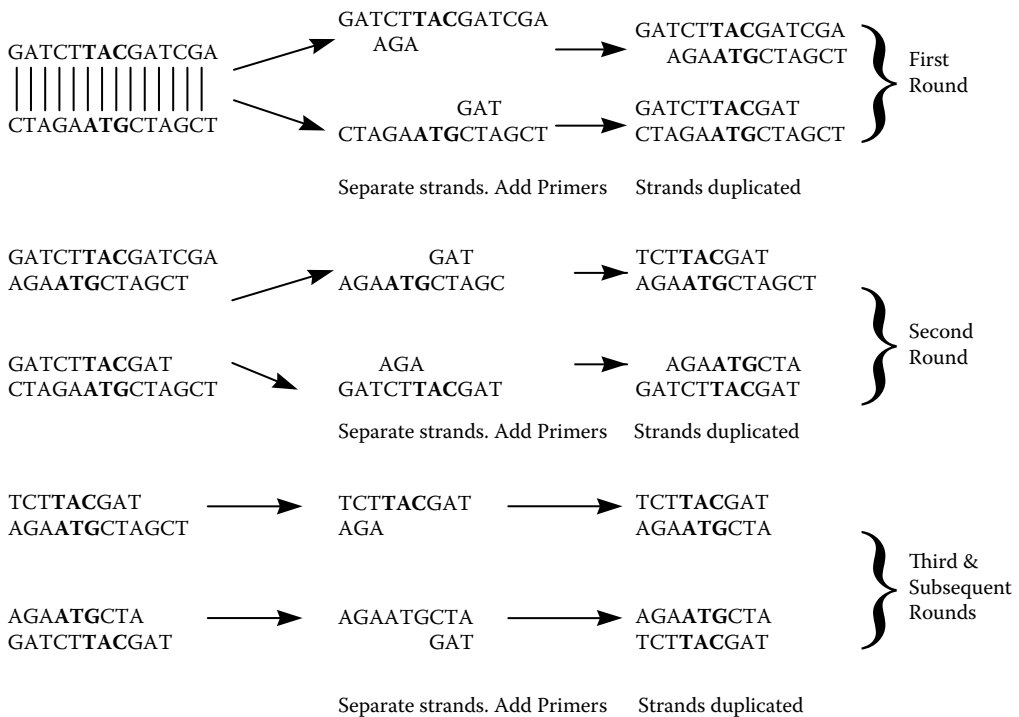 GATCTTACGATCGA
CTAGAATGCTAGCT
GATCTTACGATCGA
AGA
GAT
CTAGAATGCTAGCT
GATCTTACGATCGA
AGAATGCTAGCT
GATCTTACGAT
CTAGAATGCTAGCT
First
Round
Separate strands. Add Primers
Strands duplicated
GATCTTACGATCGA
AGAATGCTAGCT
GATCTTACGAT
CTAGAATGCTAGCT
GAT
AGAATGCTAGC
AGA
GATCTTACGAT
TCTTACGAT
AGAATGCTAGCT
AGAATGCTA
GATCTTACGAT
Second
Round
Separate strands. Add Primers
Strands duplicated
TCTTACGAT
AGAATGCTAGCT
AGAATGCTA
GATCTTACGAT
TCTTACGAT
AGA
AGAATGCTA
GAT
TCTTACGAT
AGAATGCTA
AGAATGCTA
TCTTACGAT
Third &
Subsequent
Rounds
Separate strands. Add Primers
Strands duplicated